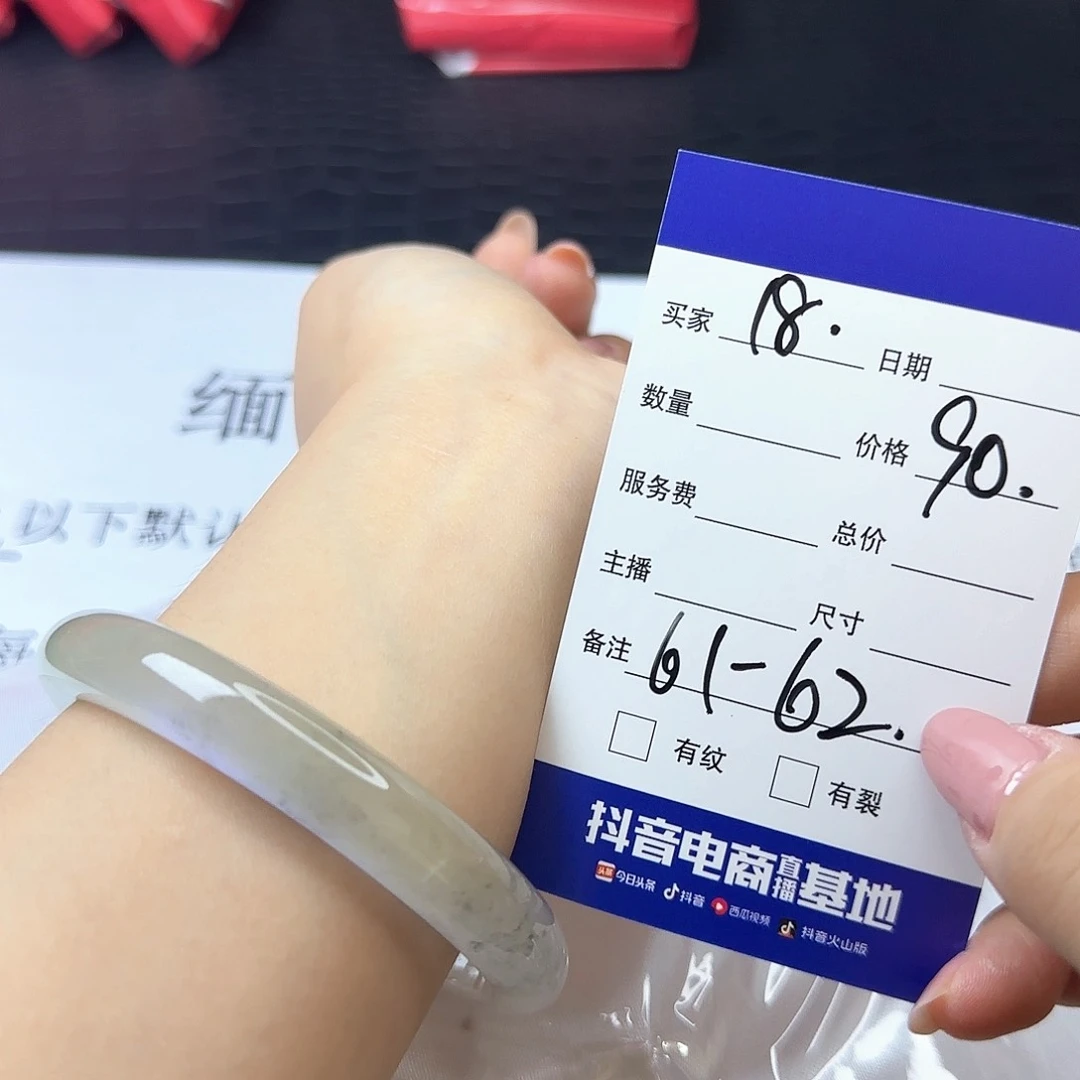 买家 18. 日期
数量 价格 90.
服务费 总价
主播 尺寸
备注 61-62.
有纹 有裂
抖音电商直播基地
今日头条 抖音 西瓜视频 抖音火山版
缅
以下默认